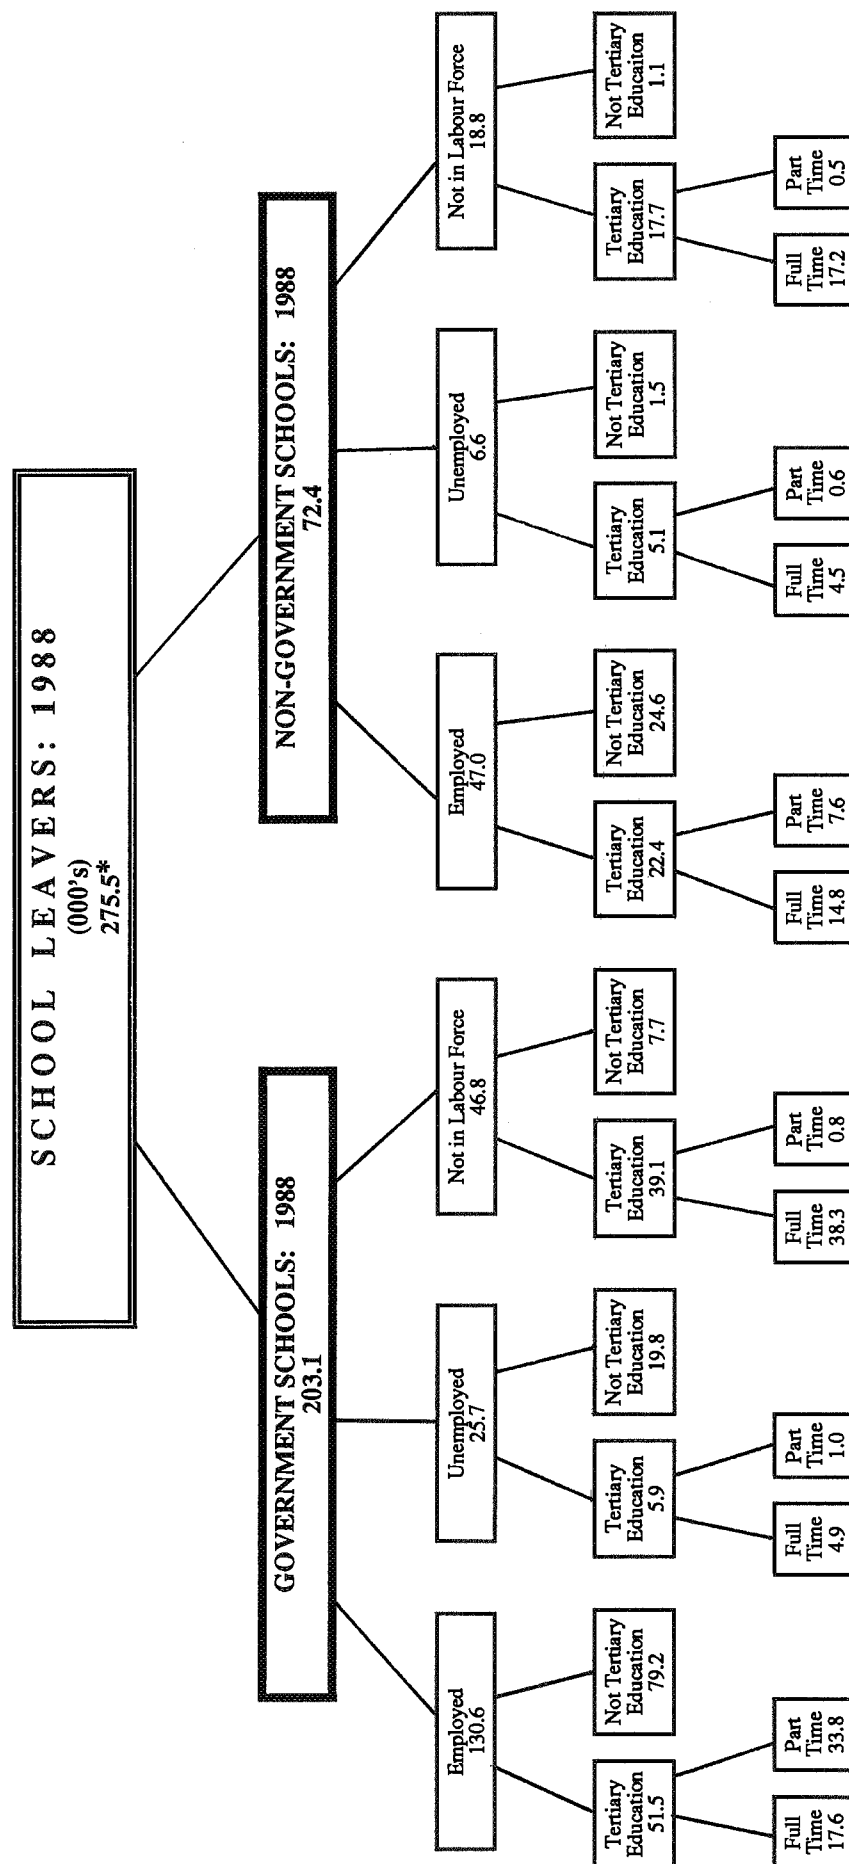 SCHOOL LEAVERS: 1988
(000's)
275.5*
GOVERNMENT SCHOOLS: 1988
203.1
NON-GOVERNMENT SCHOOLS: 1988
72.4
Employed
130.6
Unemployed
25.7
Not in Labour Force
46.8
Employed
47.0
Unemployed
6.6
Not in Labour Force
18.8
Tertiary
Education
51.5
Not Tertiary
Education
79.2
Tertiary
Education
5.9
Not Tertiary
Education
19.8
Tertiary
Education
39.1
Not Tertiary
Education
7.7
Tertiary
Education
22.4
Not Tertiary
Education
24.6
Tertiary
Education
5.1
Not Tertiary
Education
1.5
Tertiary
Education
17.7
Not Tertiary
Educaiton
1.1
Full
Time
17.6
Part
Time
33.8
Full
Time
4.9
Part
Time
1.0
Full
Time
38.3
Part
Time
0.8
Full
Time
14.8
Part
Time
7.6
Full
Time
4.5
Part
Time
0.6
Full
Time
17.2
Part
Time
0.5